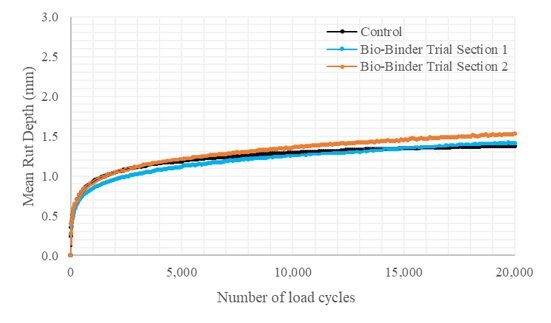 3.0
2.5
2.0
1.5
1.0
0.5
0.0
Mean Rut Depth (mm)
Control
Bio-Binder Trial Section 1
Bio-Binder Trial Section 2
0
5,000
10,000
15,000
20,000
Number of load cycles